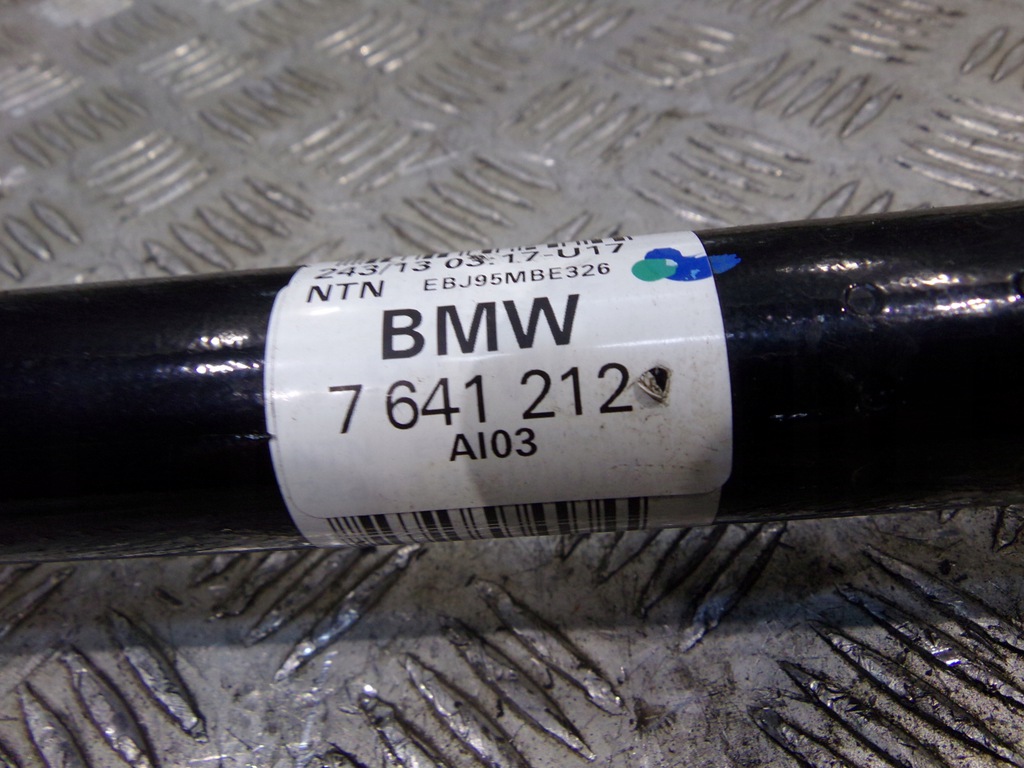 243/13 03:17-U17
NTN EBJ95MBE326
BMW
7 641 212
AI03